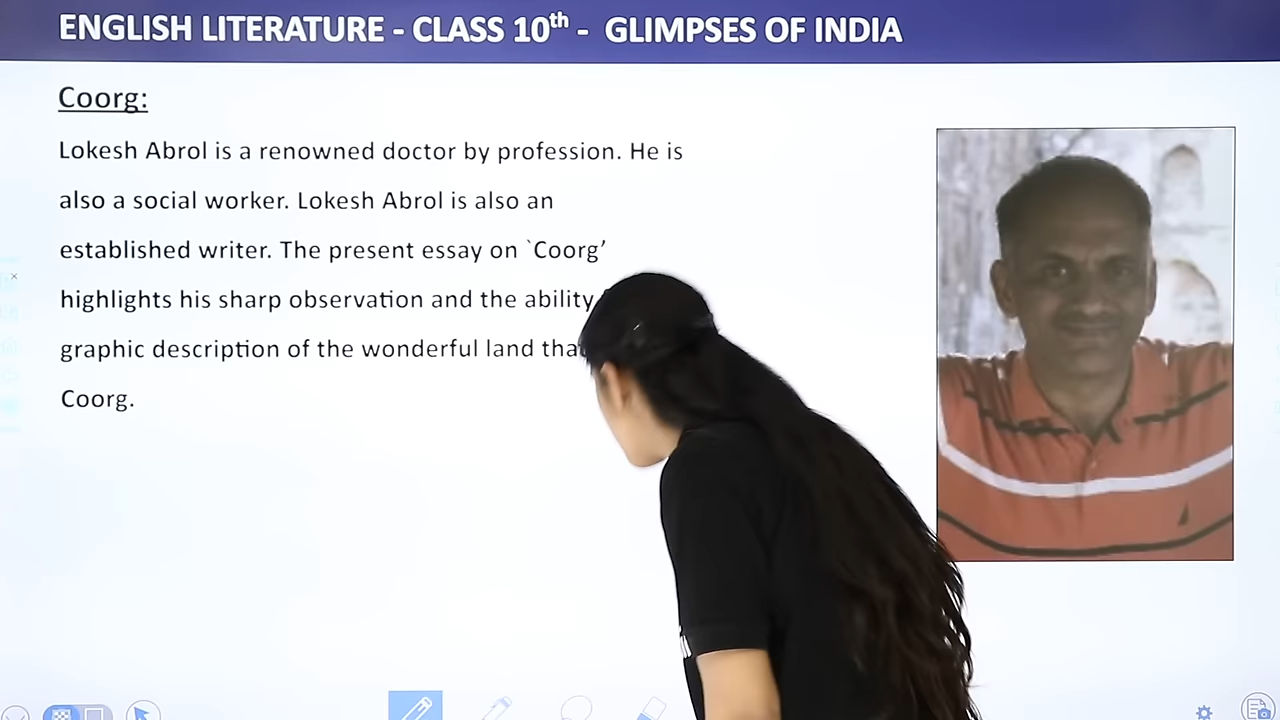 ENGLISH LITERATURE - CLASS 10th - GLIMPSES OF INDIA
Coorg:
Lokesh Abrol is a renowned doctor by profession. He is
also a social worker. Lokesh Abrol is also an
established writer. The present essay on `Coorg’
highlights his sharp observation and the ability
graphic description of the wonderful land
Coorg.